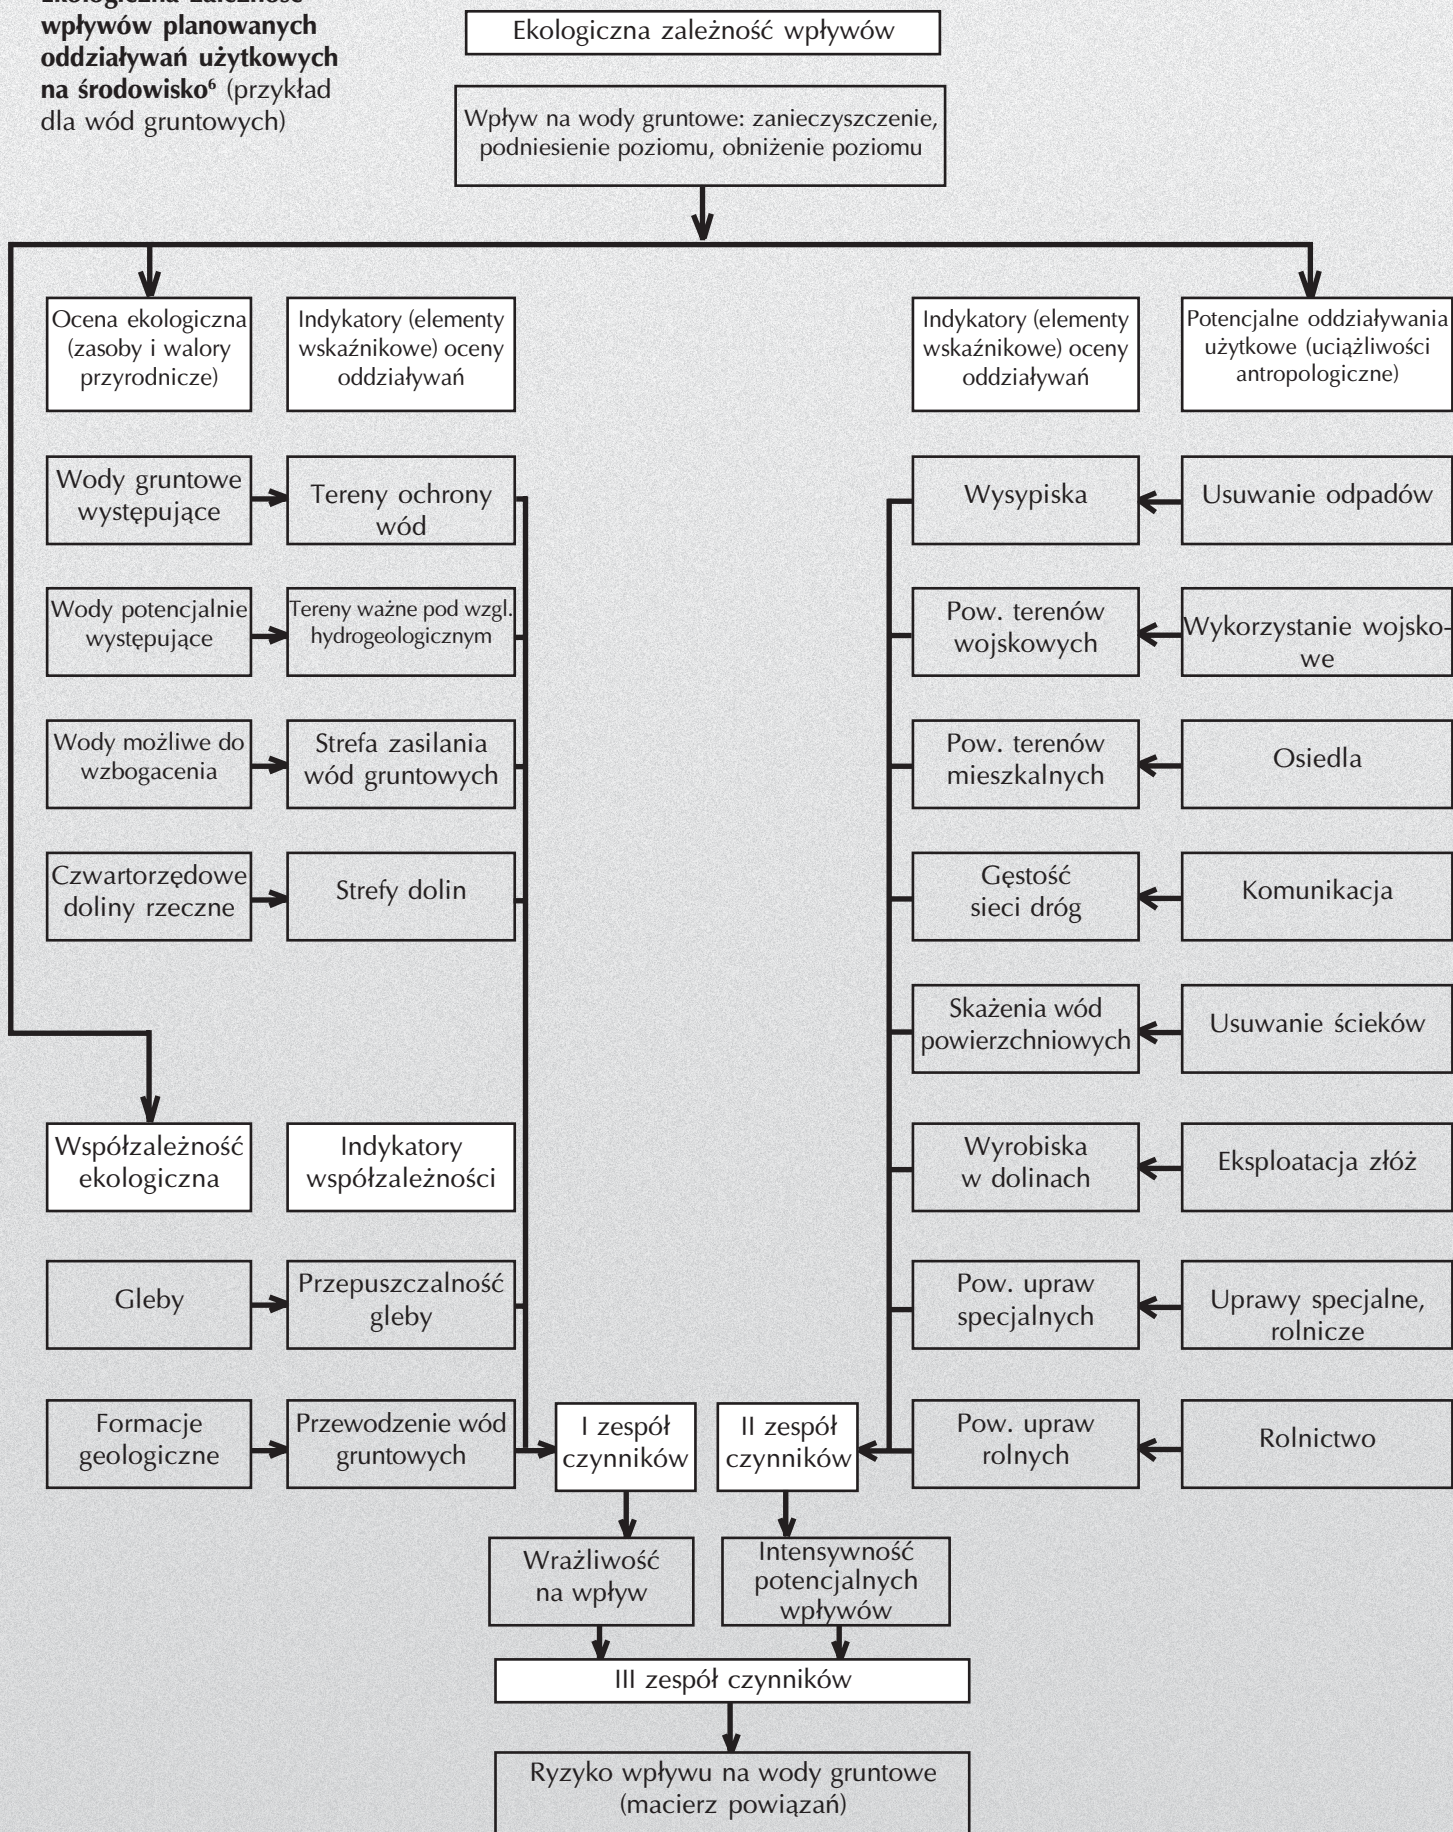 Ekologiczna zależność
wpływów planowanych
oddziaływań użytkowych
na środowisko⁶ (przykład
dla wód gruntowych)
Ekologiczna zależność wpływów
Wpływ na wody gruntowe: zanieczyszczenie,
podniesienie poziomu, obniżenie poziomu
Ocena ekologiczna
(zasoby i walory
przyrodnicze)
Indykatory (elementy
wskaźnikowe) oceny
oddziaływań
Indykatory (elementy
wskaźnikowe) oceny
oddziaływań
Potencjalne oddziaływania
użytkowe (uciążliwości
antropologiczne)
Wody gruntowe
występujące
Tereny ochrony
wód
Wysypiska
Usuwanie odpadów
Wody potencjalnie
występujące
Tereny ważne pod wzgl.
hydrogeologicznym
Pow. terenów
wojskowych
Wykorzystanie wojsko-
we
Wody możliwe do
wzbogacenia
Strefa zasilania
wód gruntowych
Pow. terenów
mieszkalnych
Osiedla
Czwartorzędowe
doliny rzeczne
Strefy dolin
Gęstość
sieci dróg
Komunikacja
Skażenia wód
powierzchniowych
Usuwanie ścieków
Współzależność
ekologiczna
Indykatory
współzależności
Wyrobiska
w dolinach
Eksploatacja złóż
Gleby
Przepuszczalność
gleby
Pow. upraw
specjalnych
Uprawy specjalne,
rolnicze
Formacje
geologiczne
Przewodzenie wód
gruntowych
I zespół
czynników
II zespół
czynników
Pow. upraw
rolnych
Rolnictwo
Wrażliwość
na wpływ
Intensywność
potencjalnych
wpływów
III zespół czynników
Ryzyko wpływu na wody gruntowe
(macierz powiązań)